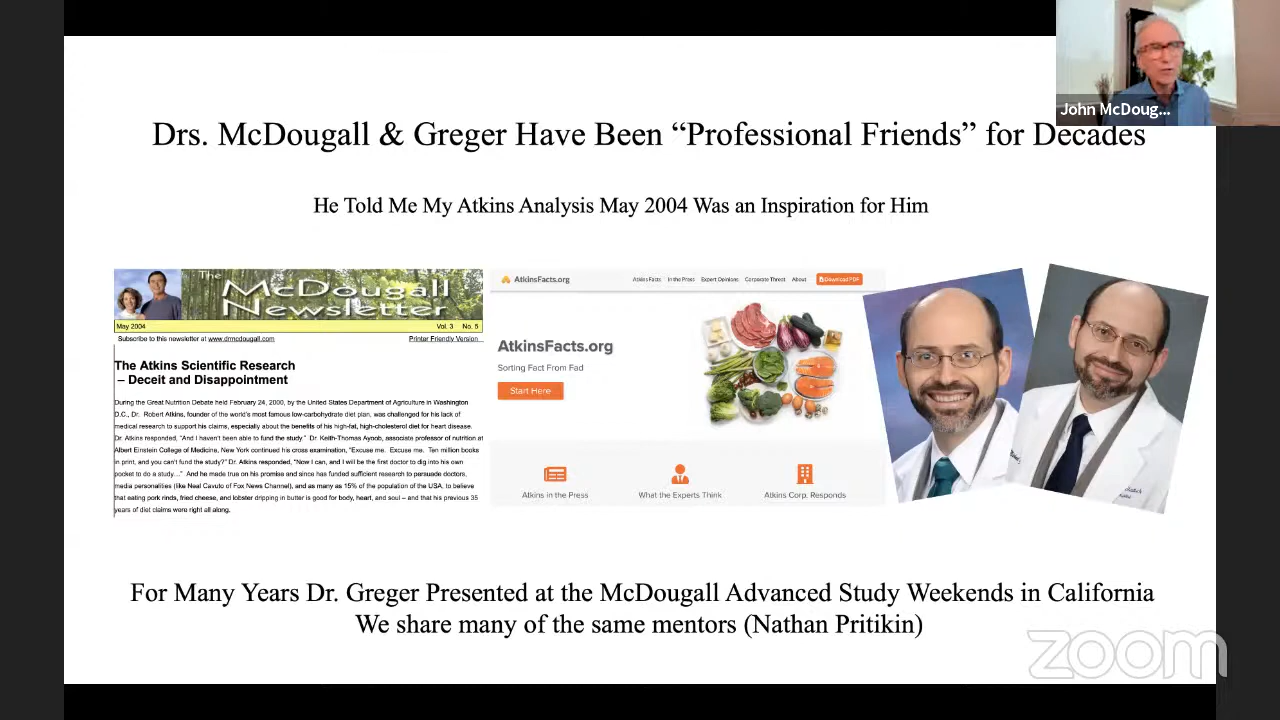 John McDoug...
Drs. McDougall & Greger Have Been “Professional Friends” for Decades
He Told Me My Atkins Analysis May 2004 Was an Inspiration for Him
The
McDougall
Newsletter
May 2004 Vol. 3 No. 5
Subscribe to this newsletter at www.drmcdougall.com Printer Friendly Version
The Atkins Scientific Research
– Deceit and Disappointment
During the Great Nutrition Debate held February 24, 2000, by the United States Department of Agriculture in Washington
D.C., Dr. Robert Atkins, founder of the world's most famous low-carbohydrate diet plan, was challenged for his lack of
medical research to support his claims, especially about the benefits of his high-fat, high-cholesterol diet for heart disease.
Dr. Atkin responded, "And I haven't been able to fund the study." Dr. Keith-Thomas Ayoob, associate professor of nutrition at
Albert Einstein College of Medicine, New York continued his cross examination, "Excuse me. Excuse me. Ten million books
in print, and you can't fund the study?" Dr. Atkin responded, "Now I can, and I will be the first doctor to dig into his own
pocket to do a study…" And he made true on his promise and since has funded sufficient research to persuade doctors,
media personalities (like Neal Cavuto of Fox News Channel), and as many as 15% of the population of the USA, to believe
that eating pork rinds, fried cheese, and lobster dripping in butter is good for body, heart, and soul – and that his previous 35
years of diet claims were right all along.
AtkinsFacts.org Atkins Facts In the Press Expert Opinions Corporate Threat About Download PDF
AtkinsFacts.org
Sorting Fact From Fad
Start Here
Atkins in the Press What the Experts Think Atkins Corp. Responds
For Many Years Dr. Greger Presented at the McDougall Advanced Study Weekends in California
We share many of the same mentors (Nathan Pritikin)
zoom